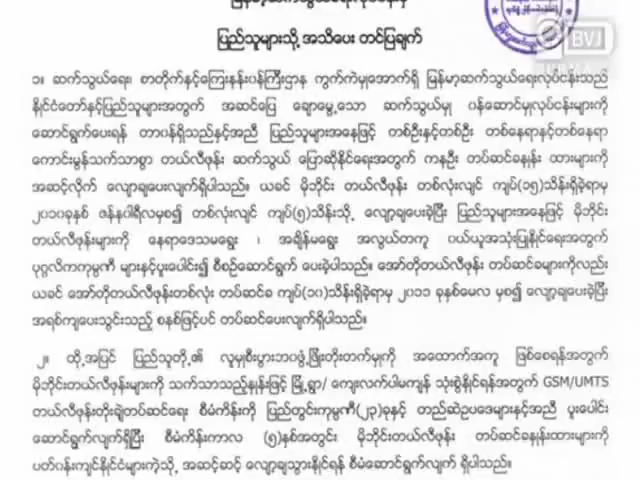 ပြည်သူများသို့ အသိပေး တင်ပြချက်
BVJ
၁။ ဆက်သွယ်ရေး၊ စာတိုက်နှင့်ကြေးနန်းဝန်ကြီးဌာန ကွက်ကဲမှုအောက်ရှိ မြန်မာ့ဆက်သွယ်ရေးလုပ်ငန်းသည်
နိုင်ငံတော်နှင့်ပြည်သူများအတွက် အဆင်ပြေ ချောမွေ့သော ဆက်သွယ်မှု ဝန်ဆောင်မှုလုပ်ငန်းများကို
ဆောင်ရွက်ပေးရန် တာဝန်ရှိသည်နှင့်အညီ ပြည်သူများအနေဖြင့် တစ်ဦးနှင့်တစ်ဦး တစ်နေရာနှင့်တစ်နေရာ
ကောင်းမွန်သက်သာစွာ တယ်လီဖုန်း ဆက်သွယ် ပြောဆိုနိုင်ရေးအတွက် ကနဦး တပ်ဆင်ခနှုန်း ထားများကို
အဆင့်လိုက် လျှော့ချပေးလျက်ရှိပါသည်။ ယခင် မိုဘိုင်း တယ်လီဖုန်း တစ်လုံးလျှင် ကျပ်(၁၅)သိန်းရှိခဲ့ရာမှ
၂၀၁၀ခုနှစ် ဇန်နဝါရီလမှစ၍ တစ်လုံးလျှင် ကျပ်(၅)သိန်းသို့ လျှော့ချပေးခဲ့ပြီး ပြည်သူများအနေဖြင့် မိုဘိုင်း
တယ်လီဖုန်းများကို နေရာဒေသမရွေး ၊ အချိန်မရွေး အလွယ်တကူ ဝယ်ယူအသုံးပြုနိုင်ရေးအတွက်
ပုဂ္ဂလိကကုမ္ပဏီ များနှင့်ပူးပေါင်း၍ စီစဉ်ဆောင်ရွက် ပေးခဲ့ပါသည်။ အော်တိုတယ်လီဖုန်း တပ်ဆင်ခများကိုလည်း
ယခင် အော်တိုတယ်လီဖုန်းတစ်လုံး တပ်ဆင်ခ ကျပ်(၁၀)သိန်းရှိခဲ့ရာမှ ၂၀၁၁ ခုနှစ်မေလ မှစ၍ လျှော့ချပေးခဲ့ပြီး
အရစ်ကျပေးသွင်းသည့် စနစ်ဖြင့်ပင် တပ်ဆင်ပေးလျက်ရှိပါသည်။
၂။ ထို့အပြင် ပြည်သူတို့၏ လူမှုစီးပွားဘဝဖွံ့ဖြိုးတိုးတက်မှုကို အထောက်အကူ ဖြစ်စေရန်အတွက်
မိုဘိုင်းတယ်လီဖုန်းများကို သက်သာသည့်နှုန်းဖြင့် မြို့ရွာ/ ကျေးလက်ပါမကျန် သုံးစွဲနိုင်ရန်အတွက် GSM/UMTS
တယ်လီဖုန်းတိုးချဲ့တပ်ဆင်ရေး စီမံကိန်းကို ပြည်တွင်းကုမ္ပဏီ(၂၃)ခုနှင့် တည်ဆဲဥပဒေများနှင့်အညီ ပူးပေါင်း
ဆောင်ရွက်လျက်ရှိပြီး စီမံကိန်းကာလ (၅)နှစ်အတွင်း မိုဘိုင်းတယ်လီဖုန်း တပ်ဆင်ခနှုန်းထားများကို
ပတ်ဝန်းကျင်နိုင်ငံများကဲ့သို့ အဆင့်ဆင့် လျှော့ချသွားနိုင်ရန် စီမံဆောင်ရွက်လျက် ရှိပါသည်။